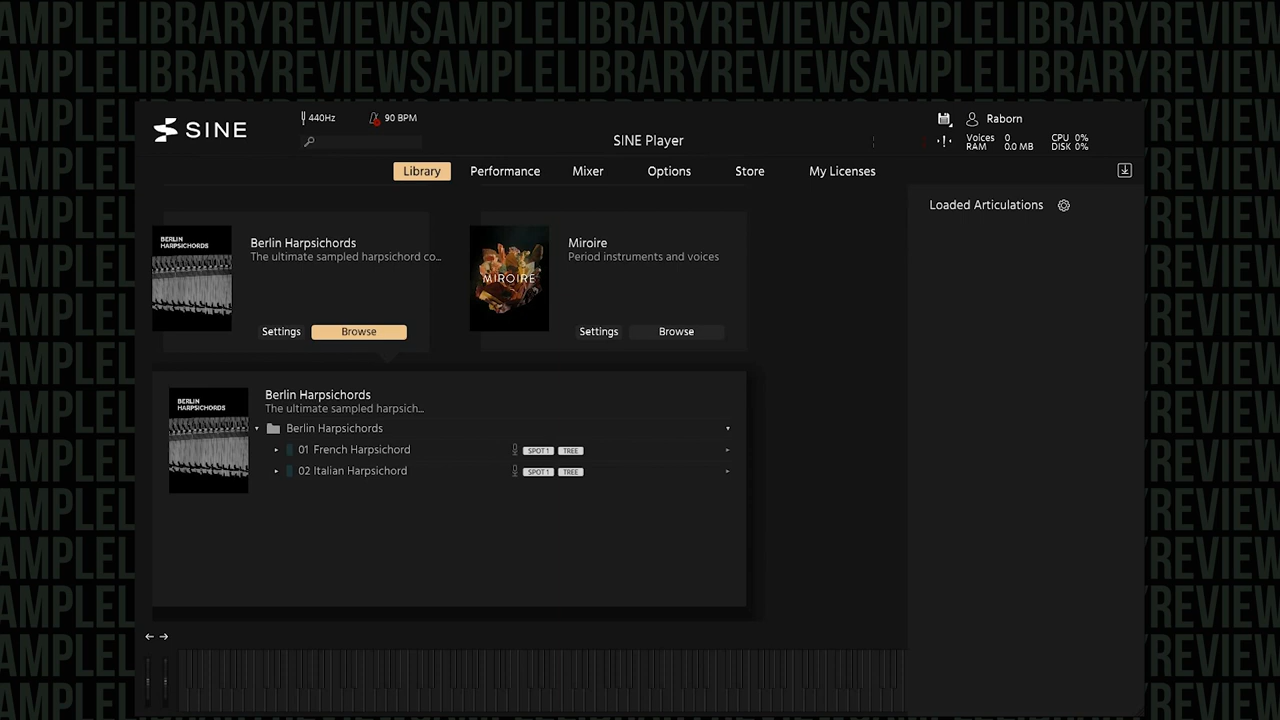 AMPLELIBRARYREVIEWSAMPLELIBRARYREVIEWSAMPLELIBRARYREVIEW
SINE
440Hz
90 BPM
SINE Player
Raborn
Voices 0
RAM 0.0 MB
CPU 0%
DISK 0%
Library Performance Mixer Options Store My Licenses
Loaded Articulations
BERLIN
HARPSICHORDS
Berlin Harpsichords
The ultimate sampled harpsichord co...
Settings Browse
MIROIRE
Miroire
Period instruments and voices
Settings Browse
BERLIN
HARPSICHORDS
Berlin Harpsichords
The ultimate sampled harpsich...
Berlin Harpsichords
01 French Harpsichord SPOT 1 TREE
02 Italian Harpsichord SPOT 1 TREE